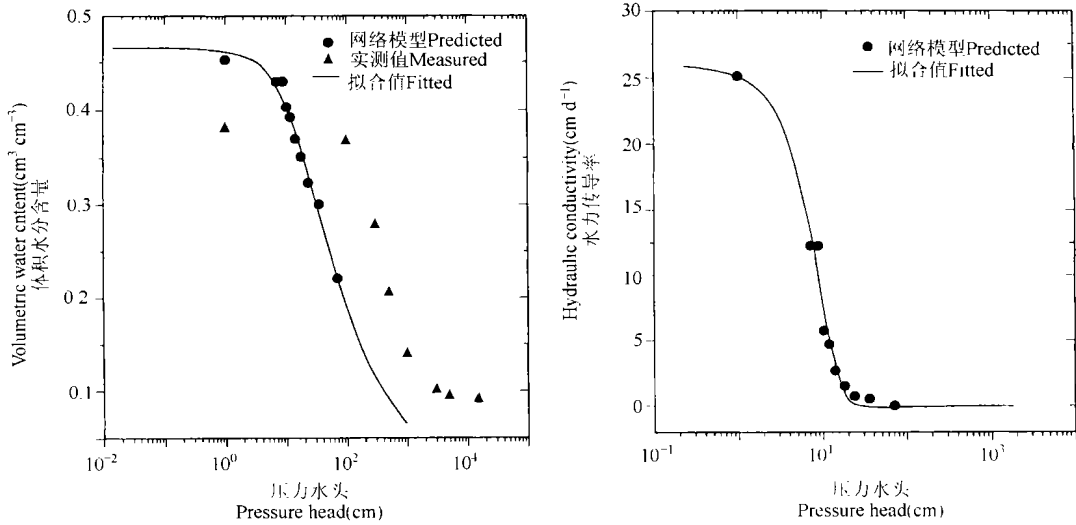 0.5
0.4
0.3
0.2
0.1
Volumetric water cntent(cm³ cm⁻³)
体积水分含量
● 网络模型Predicted
▲ 实测值Measured
— 拟合值Fitted
10⁻² 10⁰ 10² 10⁴
压力水头
Pressure head(cm)
30
25
20
15
10
5
0
Hydraulic conductivity(cm d⁻¹)
水力传导率
● 网络模型Predicted
— 拟合值Fitted
10⁻¹ 10¹ 10³
压力水头
Pressure head(cm)